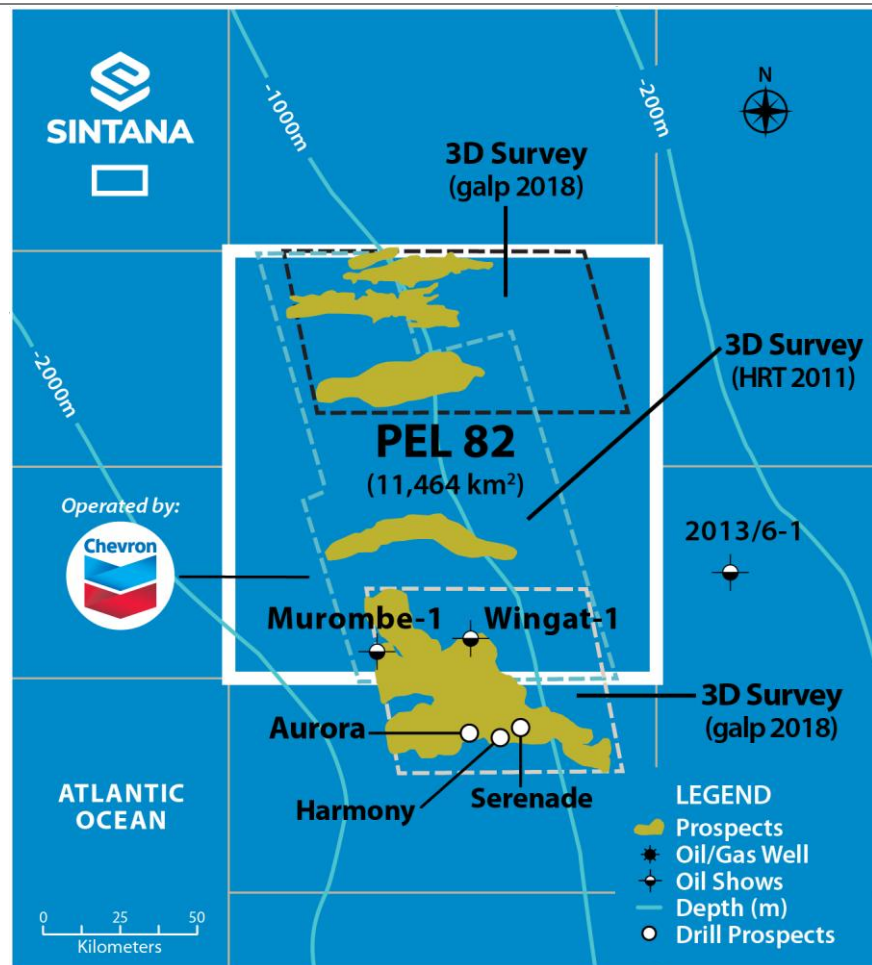 SINTANA
N
-1000m
-200m
3D Survey
(galp 2018)
3D Survey
(HRT 2011)
-2000m
PEL 82
(11,464 km²)
Operated by:
Chevron
2013/6-1
Murombe-1
Wingat-1
3D Survey
(galp 2018)
Aurora
Harmony
Serenade
ATLANTIC
OCEAN
LEGEND
Prospects
Oil/Gas Well
Oil Shows
Depth (m)
Drill Prospects
0 25 50
Kilometers